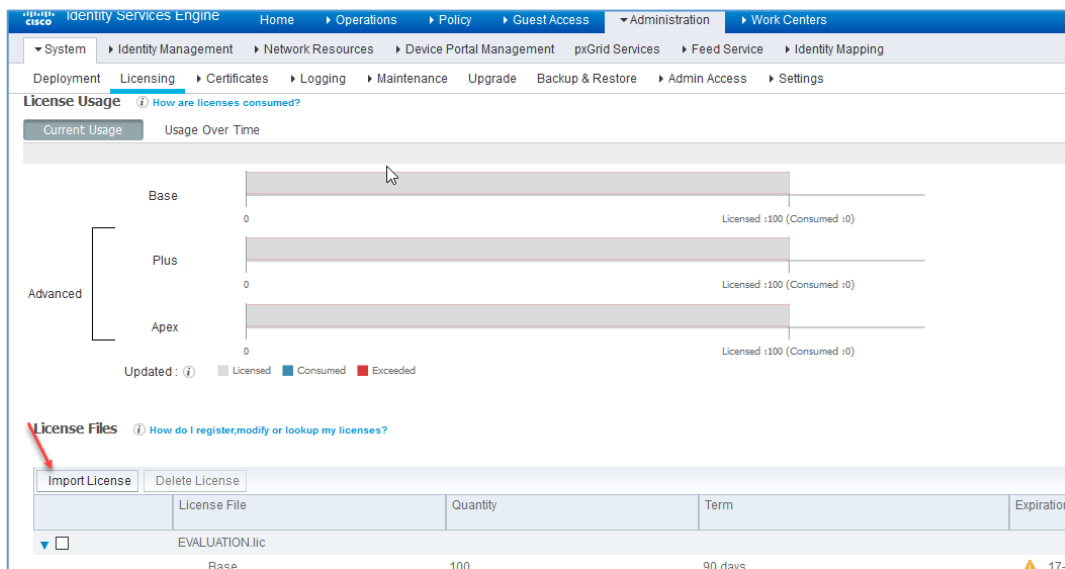 CISCO Identity Services Engine Home Operations Policy Guest Access Administration Work Centers
System Identity Management Network Resources Device Portal Management pxGrid Services Feed Service Identity Mapping
Deployment Licensing Certificates Logging Maintenance Upgrade Backup & Restore Admin Access Settings
License Usage i How are licenses consumed?
Current Usage Usage Over Time
Base
0 Licensed :100 (Consumed :0)
Plus
0 Licensed :100 (Consumed :0)
Advanced
Apex
0 Licensed :100 (Consumed :0)
Updated : i Licensed Consumed Exceeded
License Files i How do I register,modify or lookup my licenses?
Import License Delete License
License File Quantity Term Expiration
EVALUATION.lic
Base 100 90 days 17-